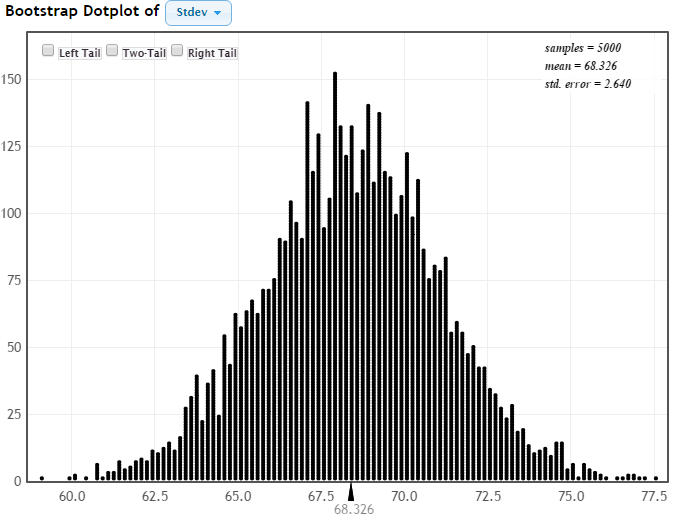 Bootstrap Dotplot of Stdev
Left Tail Two-Tail Right Tail
samples = 5000
mean = 68.326
std. error = 2.640
150
125
100
75
50
25
0
60.0 62.5 65.0 67.5 70.0 72.5 75.0 77.5
68.326